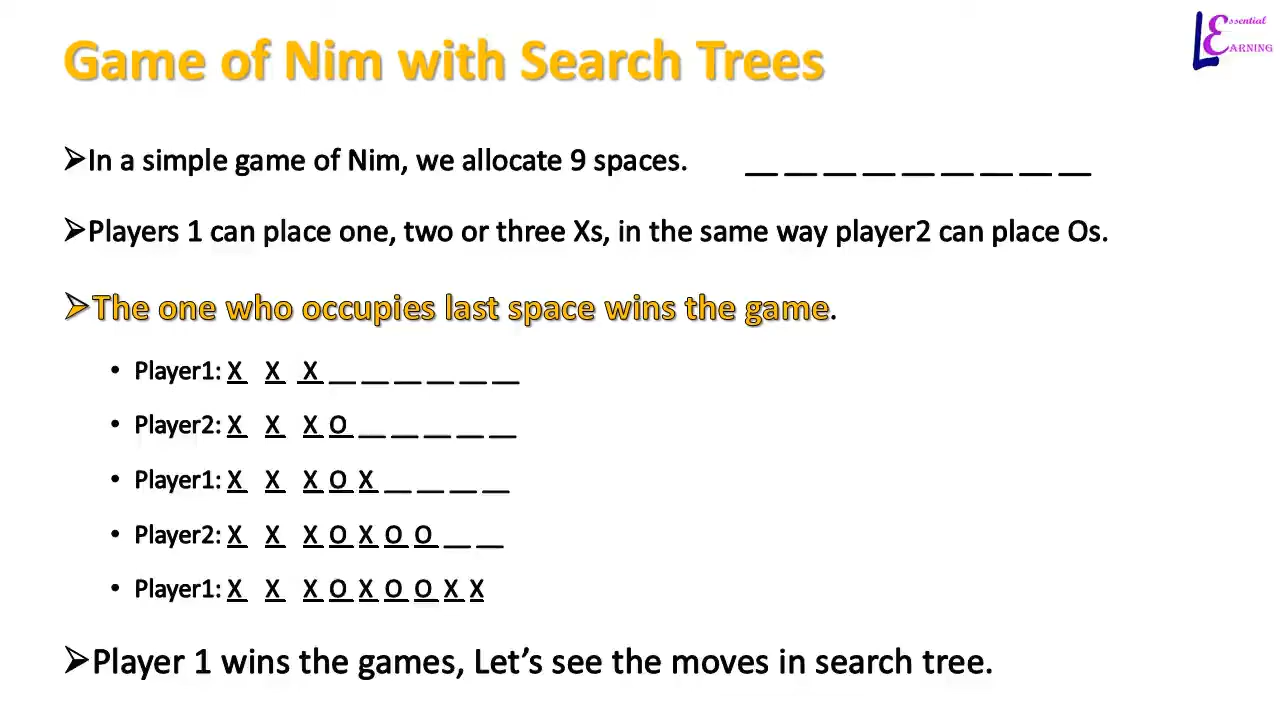 Game of Nim with Search Trees
L Essential
EARNING
➢In a simple game of Nim, we allocate 9 spaces. __ __ __ __ __ __ __ __ __
➢Players 1 can place one, two or three Xs, in the same way player2 can place Os.
➢The one who occupies last space wins the game.
• Player1: X X X __ __ __ __ __ __
• Player2: X X X O __ __ __ __ __
• Player1: X X X O X __ __ __ __
• Player2: X X X O X O O __ __
• Player1: X X X O X O O X X
➢Player 1 wins the games, Let’s see the moves in search tree.